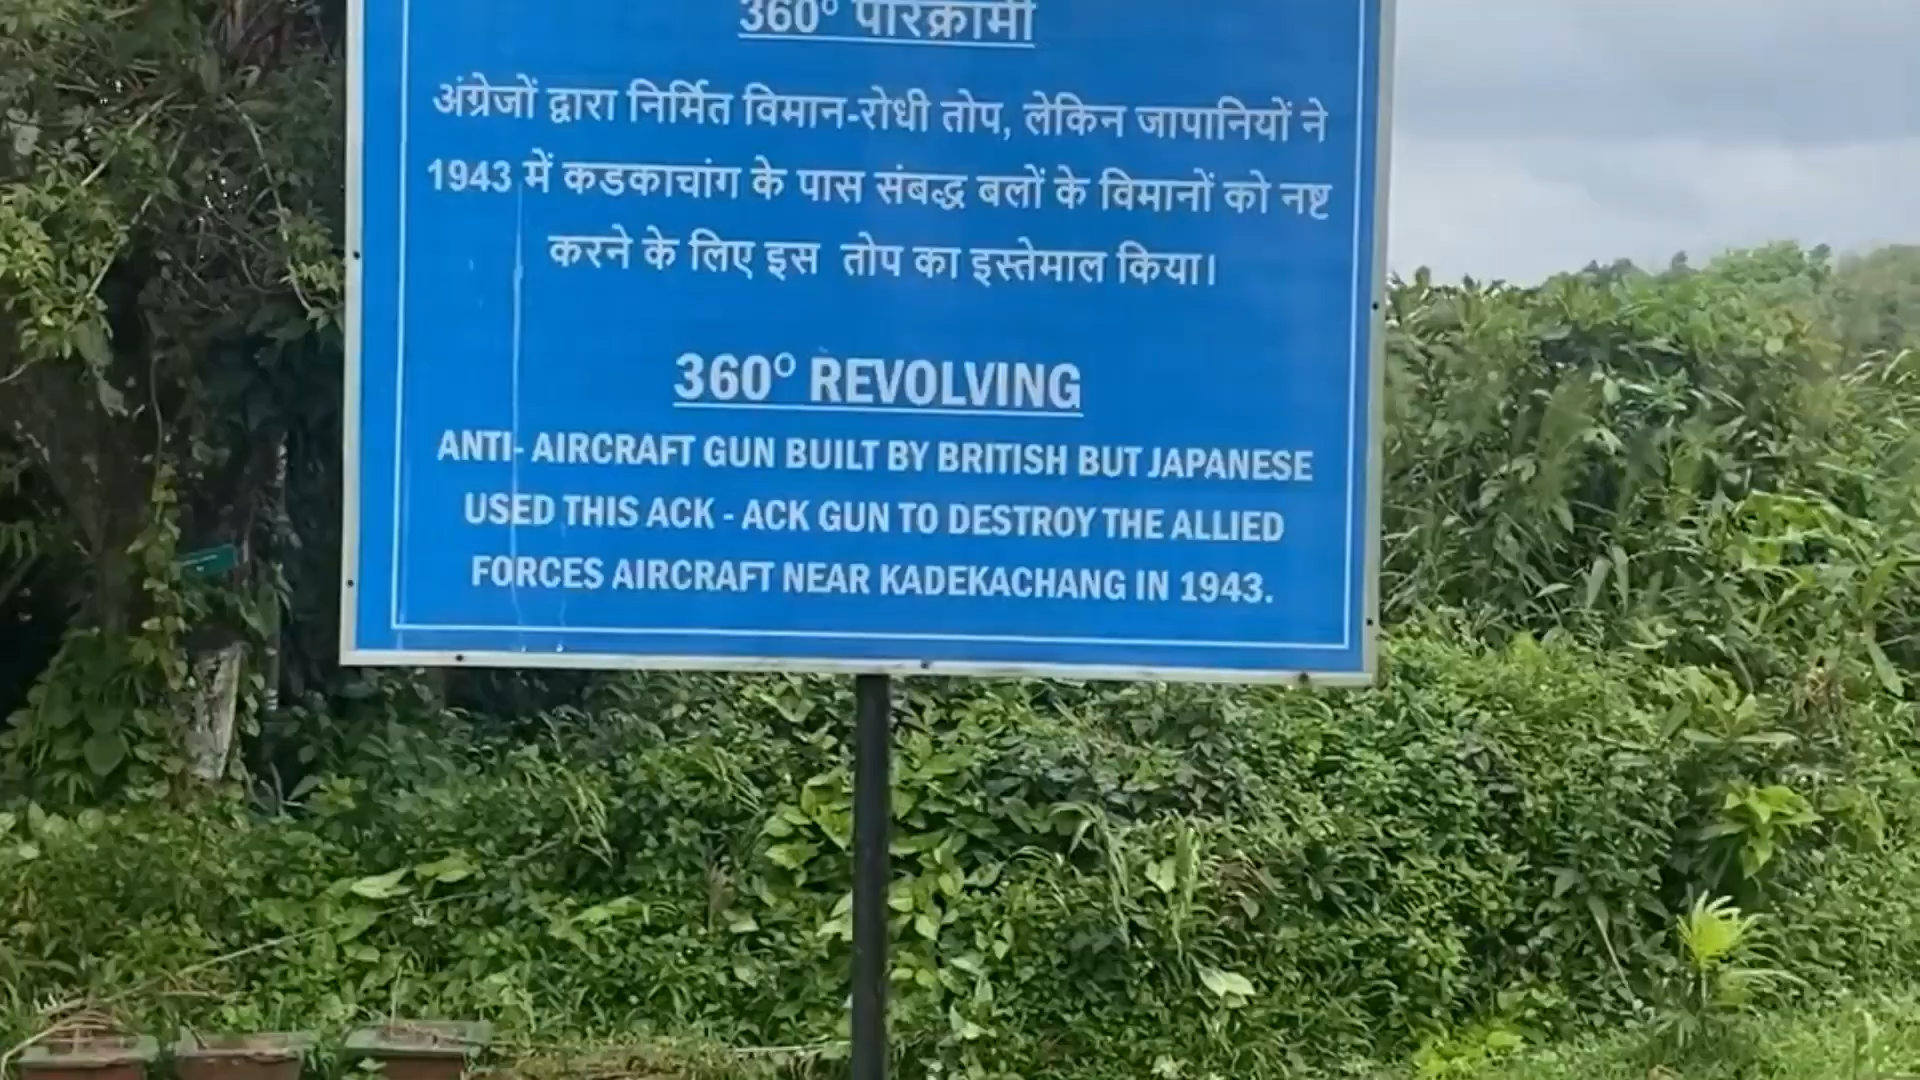 360° परिक्रामी
अंग्रेजों द्वारा निर्मित विमान-रोधी तोप, लेकिन जापानियों ने
1943 में कडकाचांग के पास संबद्ध बलों के विमानों को नष्ट
करने के लिए इस तोप का इस्तेमाल किया।
360° REVOLVING
ANTI- AIRCRAFT GUN BUILT BY BRITISH BUT JAPANESE
USED THIS ACK - ACK GUN TO DESTROY THE ALLIED
FORCES AIRCRAFT NEAR KADEKACHANG IN 1943.